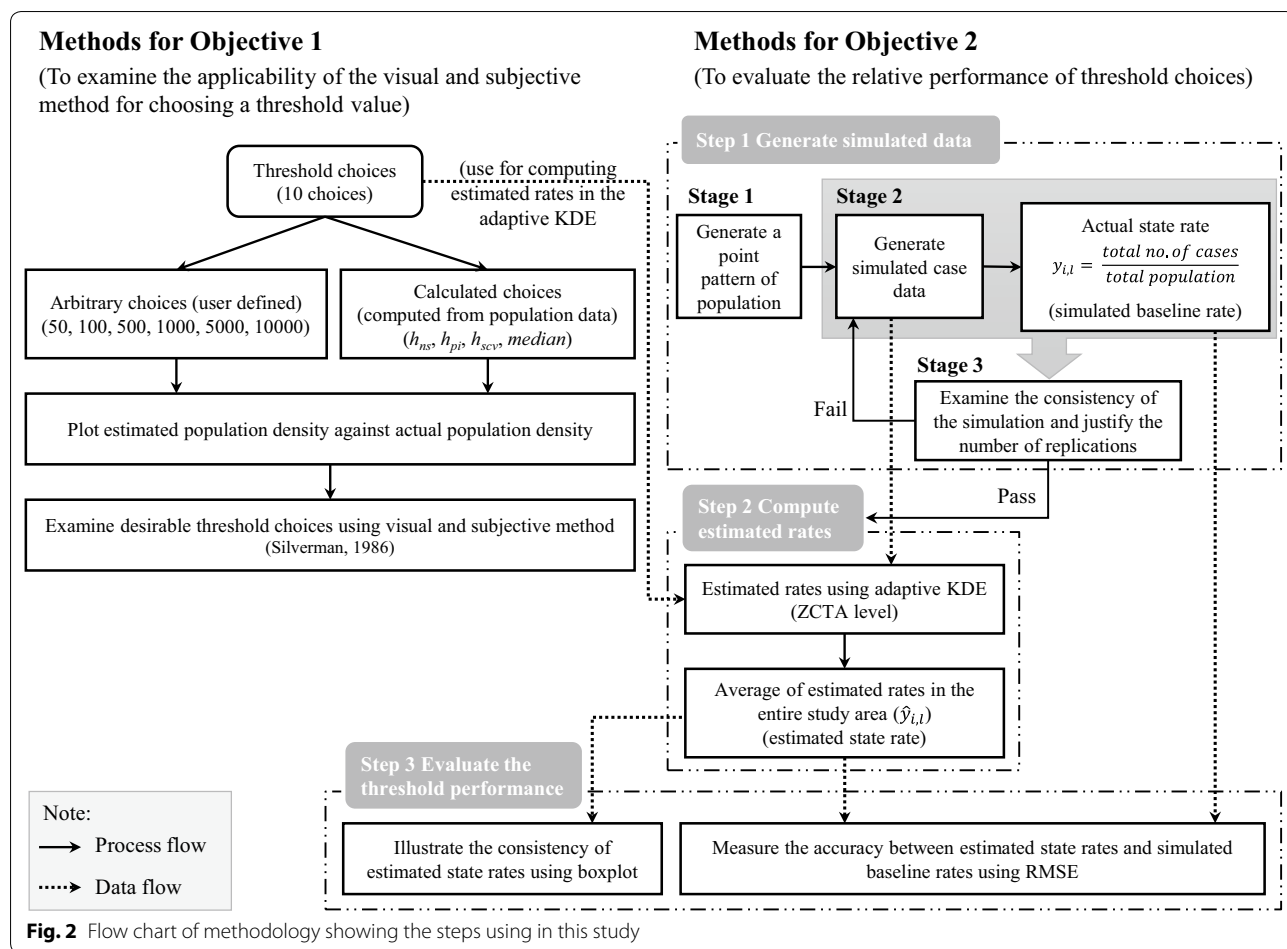 Methods for Objective 1
(To examine the applicability of the visual and subjective
method for choosing a threshold value)
Threshold choices
(10 choices)
(use for computing
estimated rates in the
adaptive KDE
Arbitrary choices (user defined)
(50, 100, 500, 1000, 5000, 10000)
Calculated choices
(computed from population data)
(h_ns, h_pi, h_scv, median)
Plot estimated population density against actual population density
Examine desirable threshold choices using visual and subjective method
(Silverman, 1986)
Methods for Objective 2
(To evaluate the relative performance of threshold choices)
Step 1 Generate simulated data
Stage 1
Generate a
point
pattern of
population
Stage 2
Generate
simulated case
data
Actual state rate
y_{i,l} = total no. of cases / total population
(simulated baseline rate)
Stage 3
Examine the consistency
of the simulation and justify the
number of replications
Fail
Pass
Step 2 Compute
estimated rates
Estimated rates using adaptive KDE
(ZCTA level)
Average of estimated rates in the
entire study area (ŷ_{i,l})
(estimated state rate)
Step 3 Evaluate the
threshold performance
Illustrate the consistency of
estimated state rates using boxplot
Measure the accuracy between estimated state rates and simulated
baseline rates using RMSE
Note:
Process flow
Data flow
Fig. 2 Flow chart of methodology showing the steps using in this study